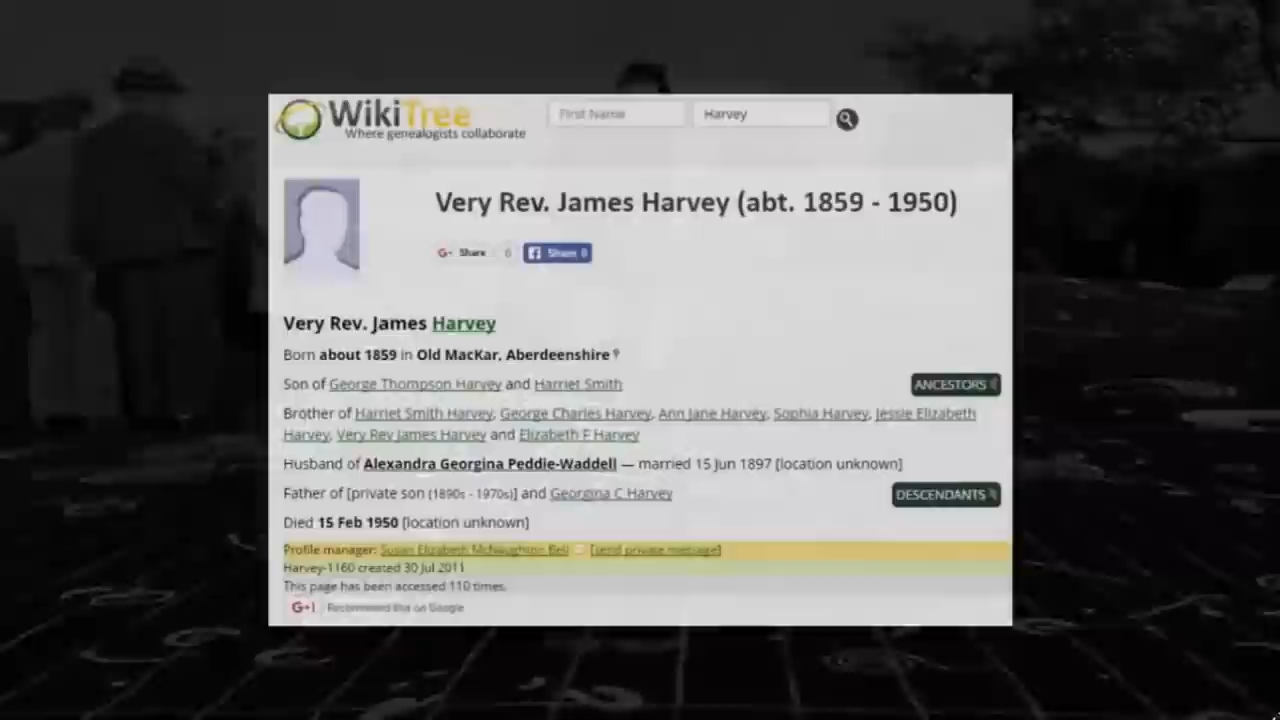 WikiTree
Where genealogists collaborate
First Name
Harvey
Very Rev. James Harvey (abt. 1859 - 1950)
G+ Share 0
Share 0
Very Rev. James Harvey
Born about 1859 in Old MacKar, Aberdeenshire
Son of George Thompson Harvey and Harriet Smith
ANCESTORS
Brother of Harriet Smith Harvey, George Charles Harvey, Ann Jane Harvey, Sophia Harvey, Jessie Elizabeth
Harvey, Very Rev James Harvey and Elizabeth F Harvey
Husband of Alexandra Georgina Peddie-Waddell — married 15 Jun 1897 [location unknown]
Father of [private son (1890s - 1970s)] and Georgina C Harvey
DESCENDANTS
Died 15 Feb 1950 [location unknown]
Profile manager: Susan Elizabeth McNaughton Bell [send private message]
Harvey-1160 created 30 Jul 2011
This page has been accessed 110 times.
G+1 Recommend this on Google